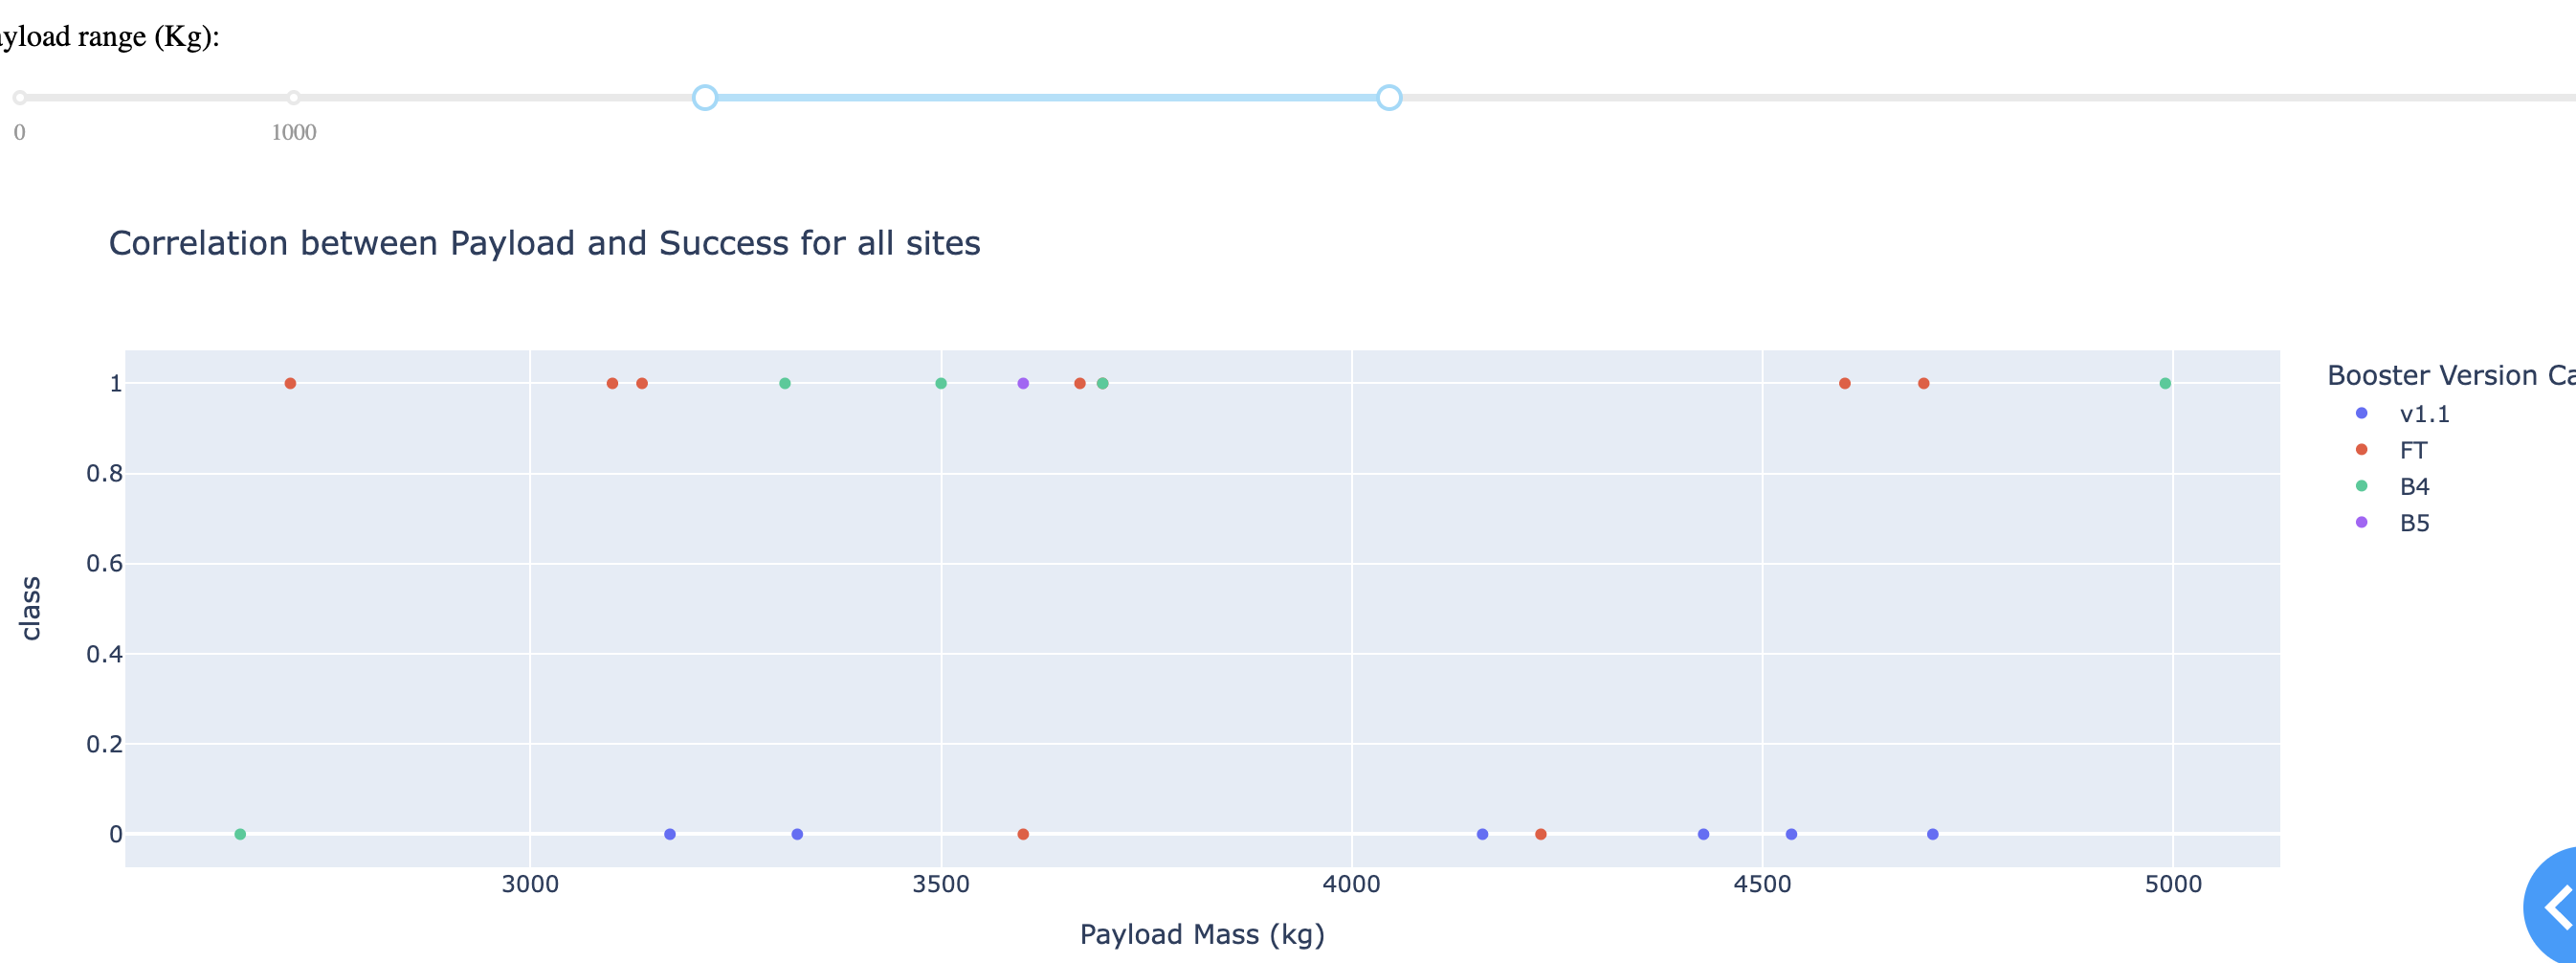 ayload range (Kg):
0
1000
Correlation between Payload and Success for all sites
Booster Version Ca
v1.1
FT
B4
B5
1
0.8
0.6
0.4
0.2
0
class
3000
3500
4000
4500
5000
Payload Mass (kg)